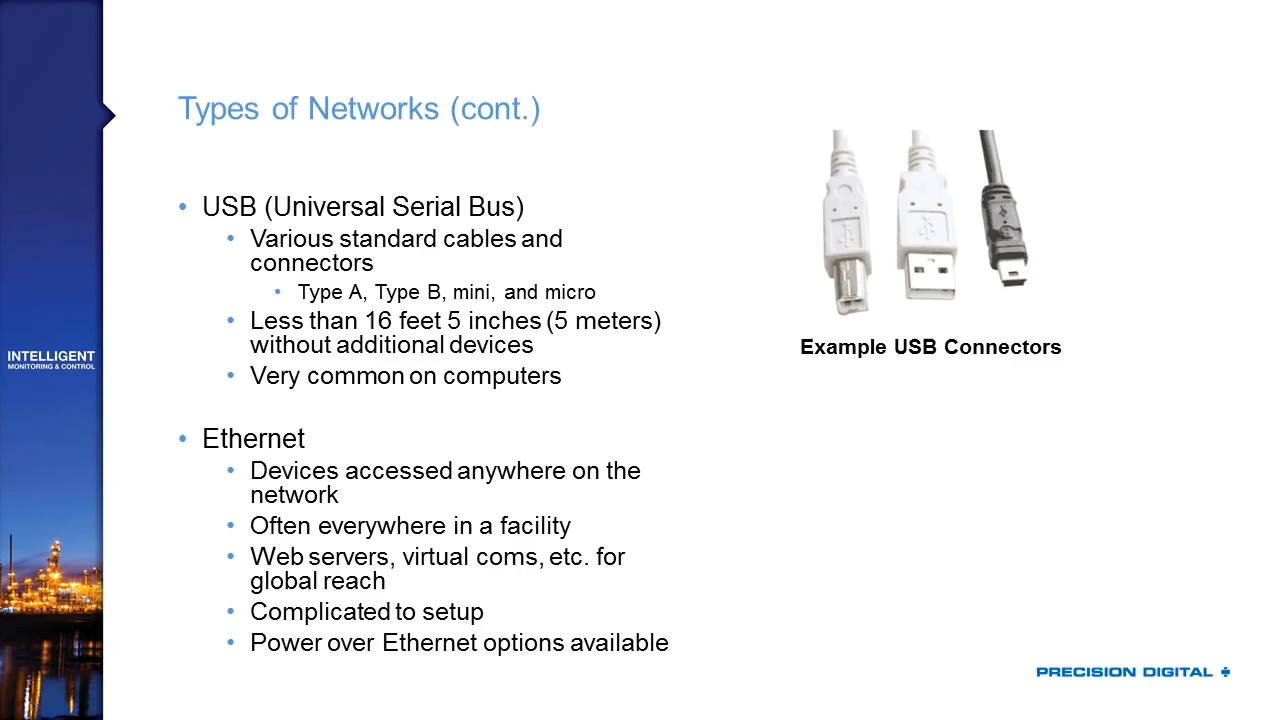 Types of Networks (cont.)
• USB (Universal Serial Bus)
• Various standard cables and
connectors
• Type A, Type B, mini, and micro
• Less than 16 feet 5 inches (5 meters)
without additional devices
• Very common on computers
• Ethernet
• Devices accessed anywhere on the
network
• Often everywhere in a facility
• Web servers, virtual coms, etc. for
global reach
• Complicated to setup
• Power over Ethernet options available
Example USB Connectors
INTELLIGENT
MONITORING & CONTROL
PRECISION DIGITAL